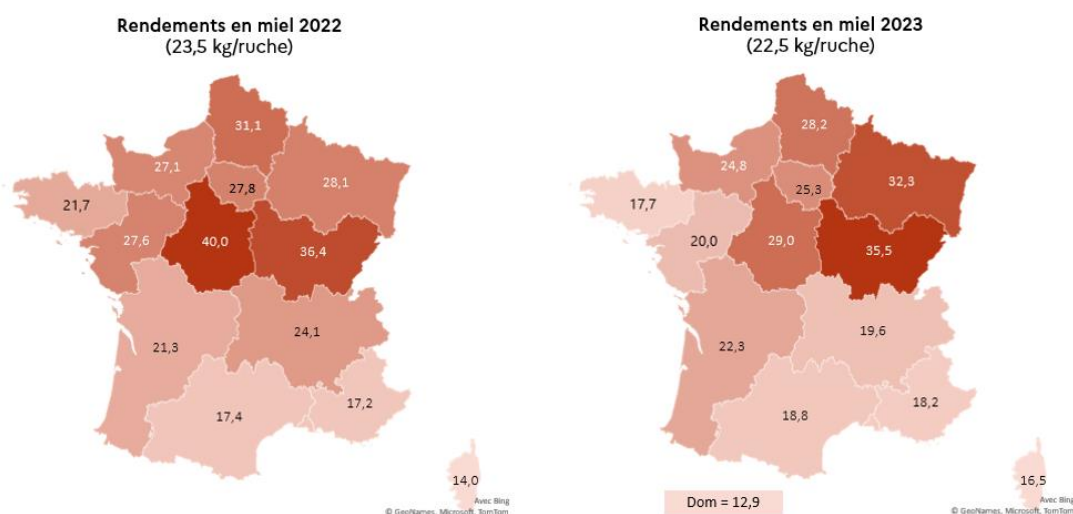 Rendements en miel 2022
(23,5 kg/ruche)
31,1
27,1
27,8
28,1
21,7
27,6
40,0
36,4
24,1
21,3
17,4
17,2
14,0
Avec Bing
© GeoNames, Microsoft, TomTom
Rendements en miel 2023
(22,5 kg/ruche)
28,2
24,8
25,3
32,3
17,7
20,0
29,0
35,5
19,6
22,3
18,8
18,2
16,5
Dom = 12,9
Avec Bing
© GeoNames, Microsoft, TomTom